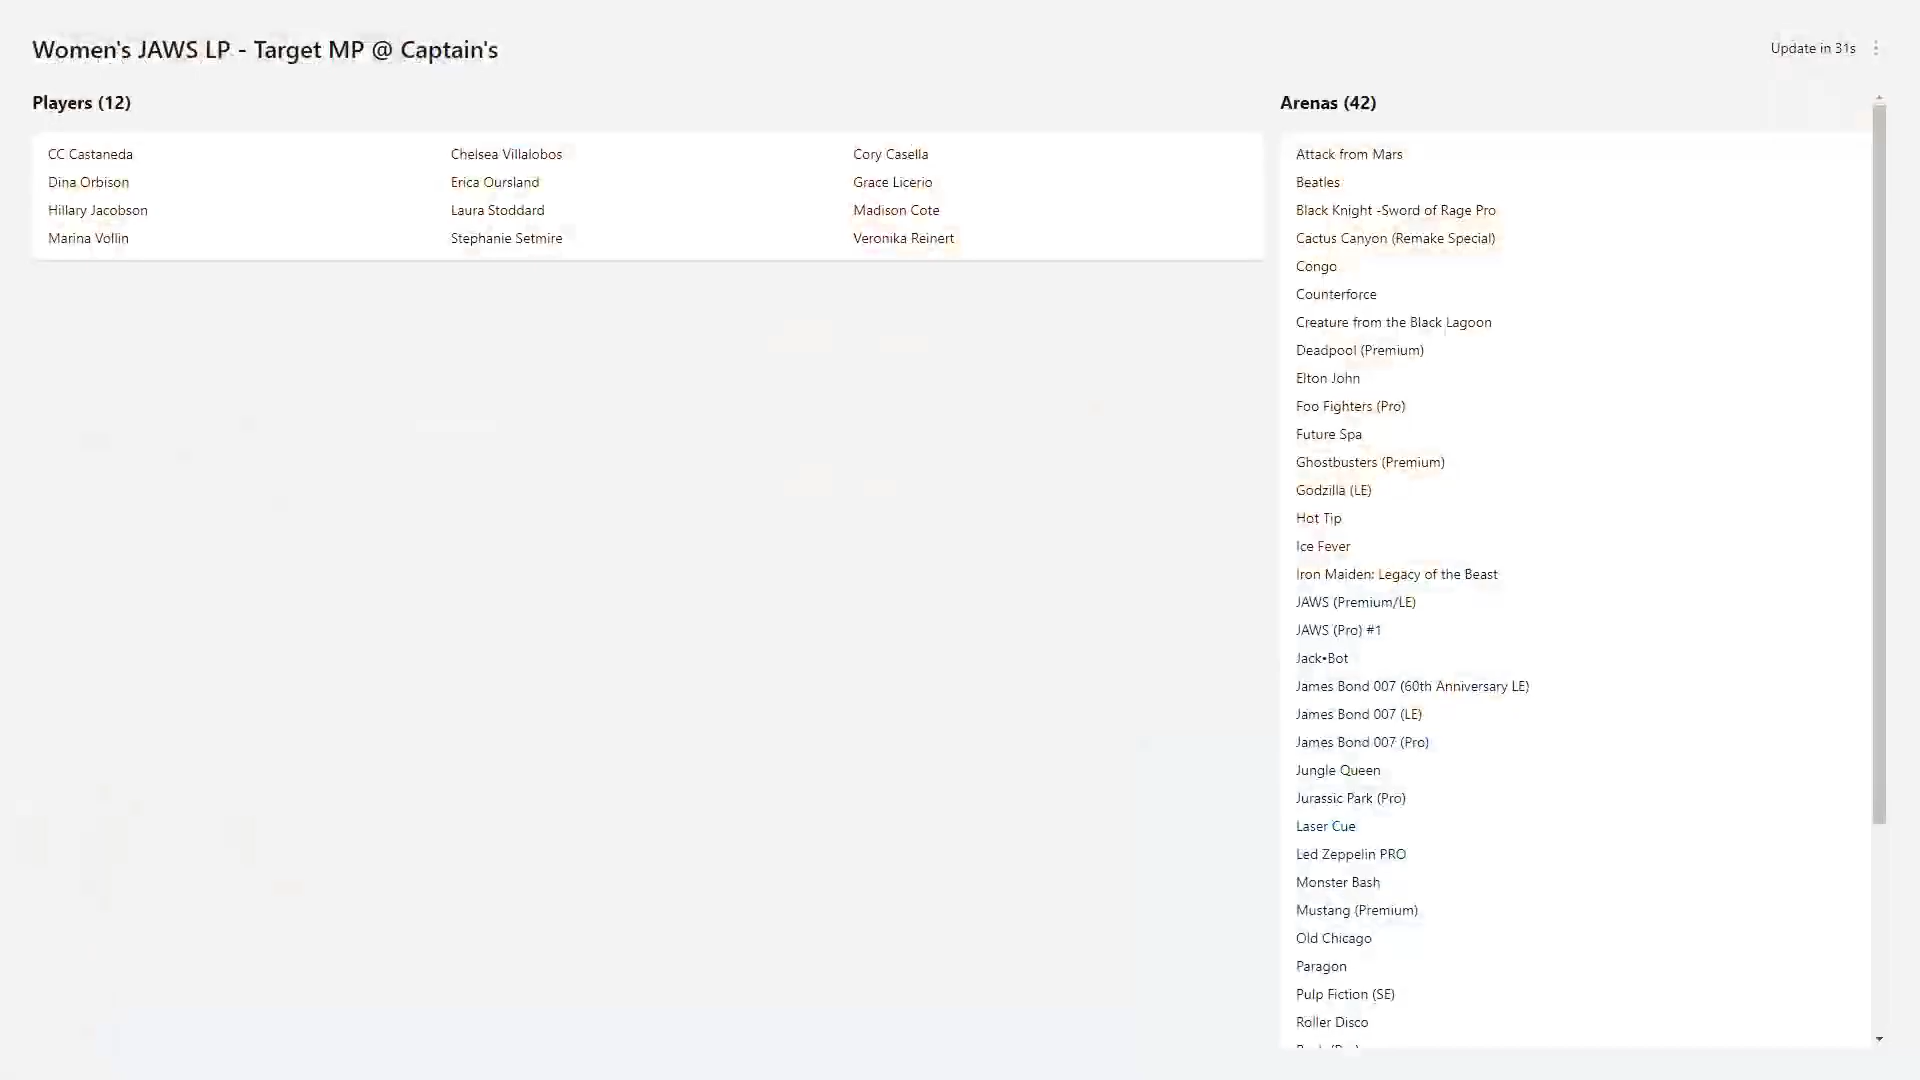 Women's JAWS LP - Target MP @ Captain's
Update in 31s
Players (12)
CC Castaneda
Chelsea Villalobos
Cory Casella
Dina Orbison
Erica Oursland
Grace Licerio
Hillary Jacobson
Laura Stoddard
Madison Cote
Marina Vollin
Stephanie Setmire
Veronika Reinert
Arenas (42)
Attack from Mars
Beatles
Black Knight -Sword of Rage Pro
Cactus Canyon (Remake Special)
Congo
Counterforce
Creature from the Black Lagoon
Deadpool (Premium)
Elton John
Foo Fighters (Pro)
Future Spa
Ghostbusters (Premium)
Godzilla (LE)
Hot Tip
Ice Fever
Iron Maiden: Legacy of the Beast
JAWS (Premium/LE)
JAWS (Pro) #1
Jack•Bot
James Bond 007 (60th Anniversary LE)
James Bond 007 (LE)
James Bond 007 (Pro)
Jungle Queen
Jurassic Park (Pro)
Laser Cue
Led Zeppelin PRO
Monster Bash
Mustang (Premium)
Old Chicago
Paragon
Pulp Fiction (SE)
Roller Disco